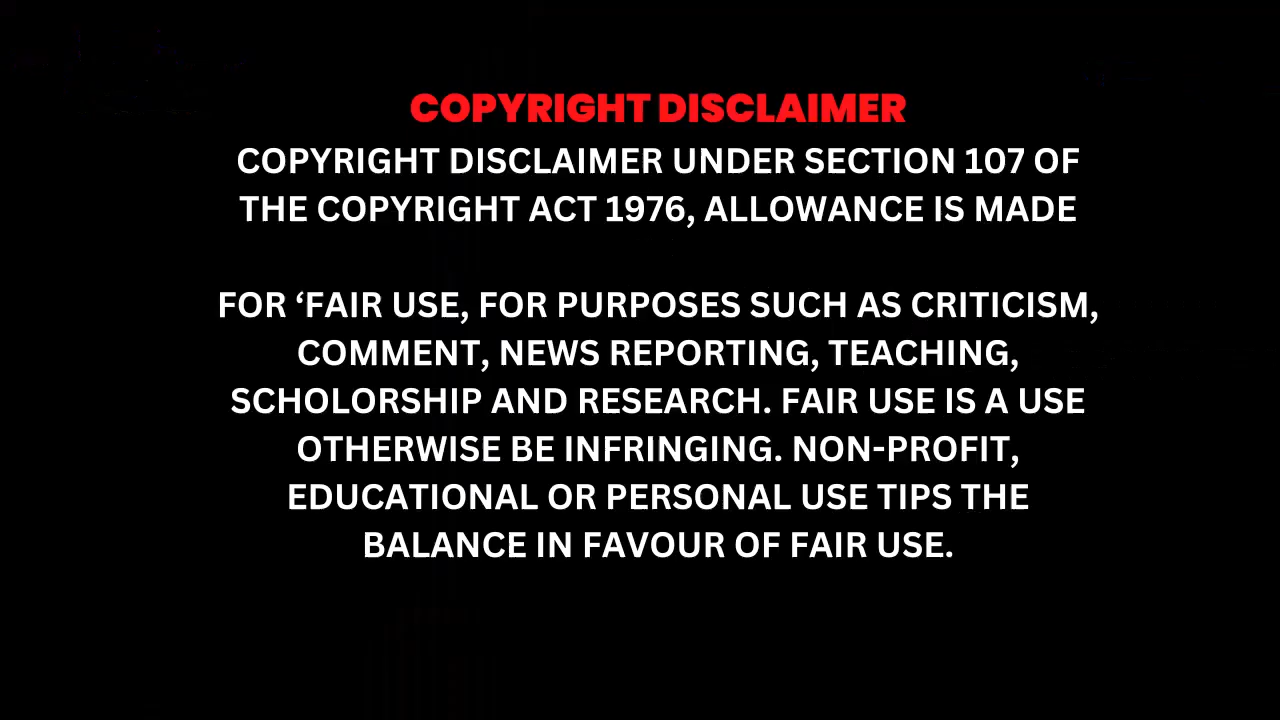 COPYRIGHT DISCLAIMER
COPYRIGHT DISCLAIMER UNDER SECTION 107 OF
THE COPYRIGHT ACT 1976, ALLOWANCE IS MADE
FOR ‘FAIR USE, FOR PURPOSES SUCH AS CRITICISM,
COMMENT, NEWS REPORTING, TEACHING,
SCHOLORSHIP AND RESEARCH. FAIR USE IS A USE
OTHERWISE BE INFRINGING. NON-PROFIT,
EDUCATIONAL OR PERSONAL USE TIPS THE
BALANCE IN FAVOUR OF FAIR USE.